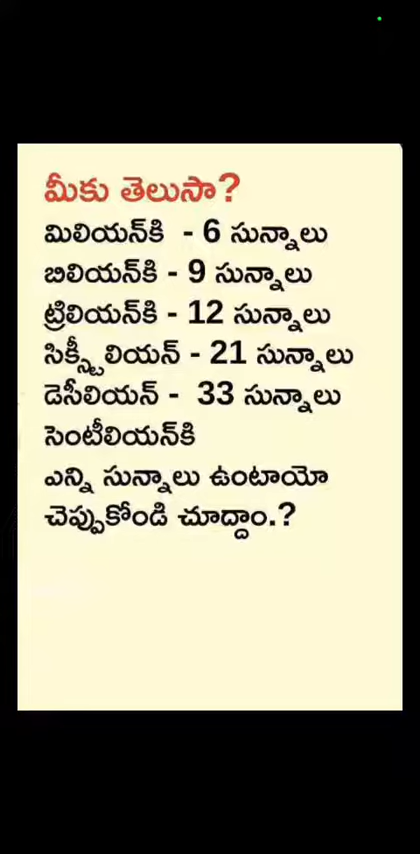 మీకు తెలుసా?
మిలియన్‌కి - 6 సున్నాలు
బిలియన్‌కి - 9 సున్నాలు
ట్రిలియన్‌కి - 12 సున్నాలు
సిక్స్టీలియన్ - 21 సున్నాలు
డెసీలియన్ - 33 సున్నాలు
సెంటీలియన్‌కి
ఎన్ని సున్నాలు ఉంటాయో
చెప్పుకోండి చూద్దాం.?